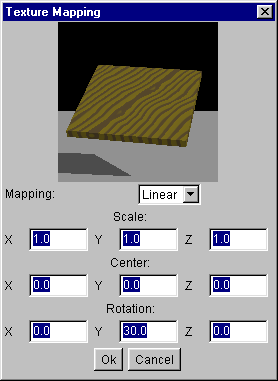 Texture Mapping
Mapping: Linear
Scale:
X 1.0 Y 1.0 Z 1.0
Center:
X 0.0 Y 0.0 Z 0.0
Rotation:
X 0.0 Y 30.0 Z 0.0
Ok Cancel